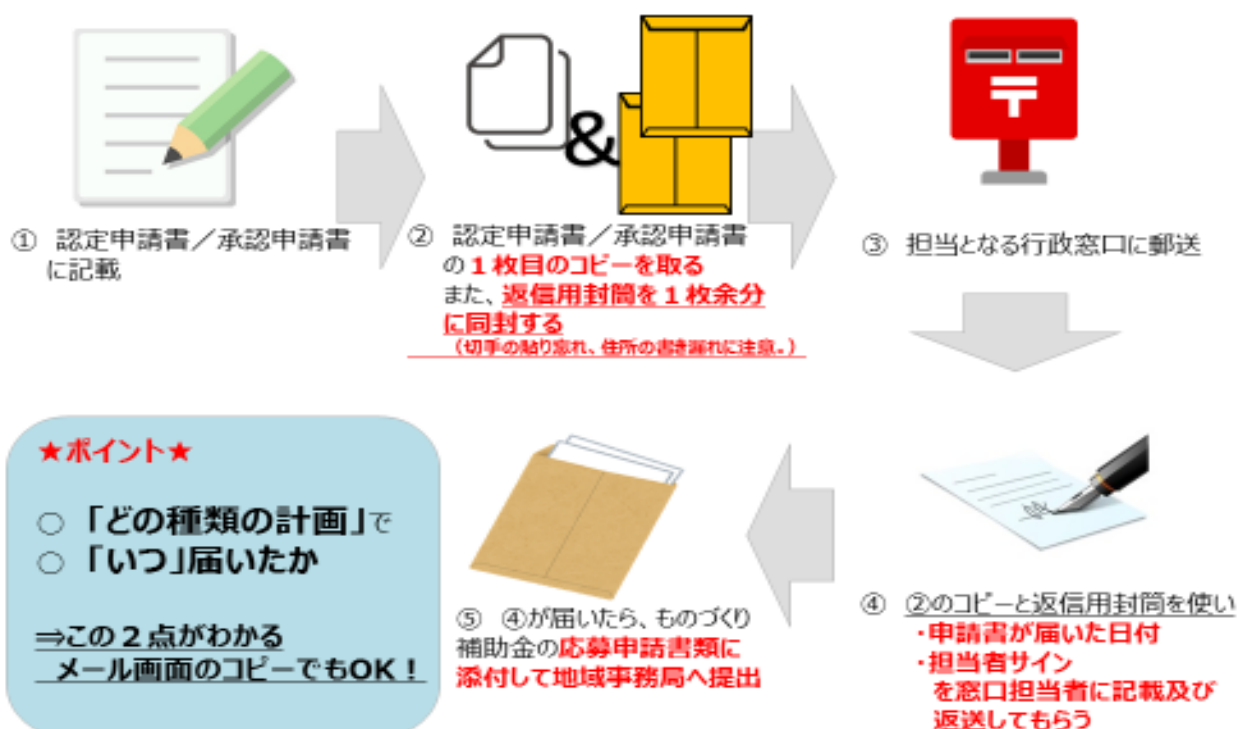 &
① 認定申請書／承認申請書
に記載
② 認定申請書／承認申請書
の１枚目のコピーを取る
また、返信用封筒を１枚余分
に同封する
（切手の貼り忘れ、住所の書き漏れに注意。）
③ 担当となる行政窓口に郵送
④ ②のコピーと返信用封筒を使い
・申請書が届いた日付
・担当者サイン
を窓口担当者に記載及び
返送してもらう
⑤ ④が届いたら、ものづくり
補助金の応募申請書類に
添付して地域事務局へ提出
★ポイント★
○「どの種類の計画」で
○「いつ」届いたか
⇒この２点がわかる
メール画面のコピーでもOK！